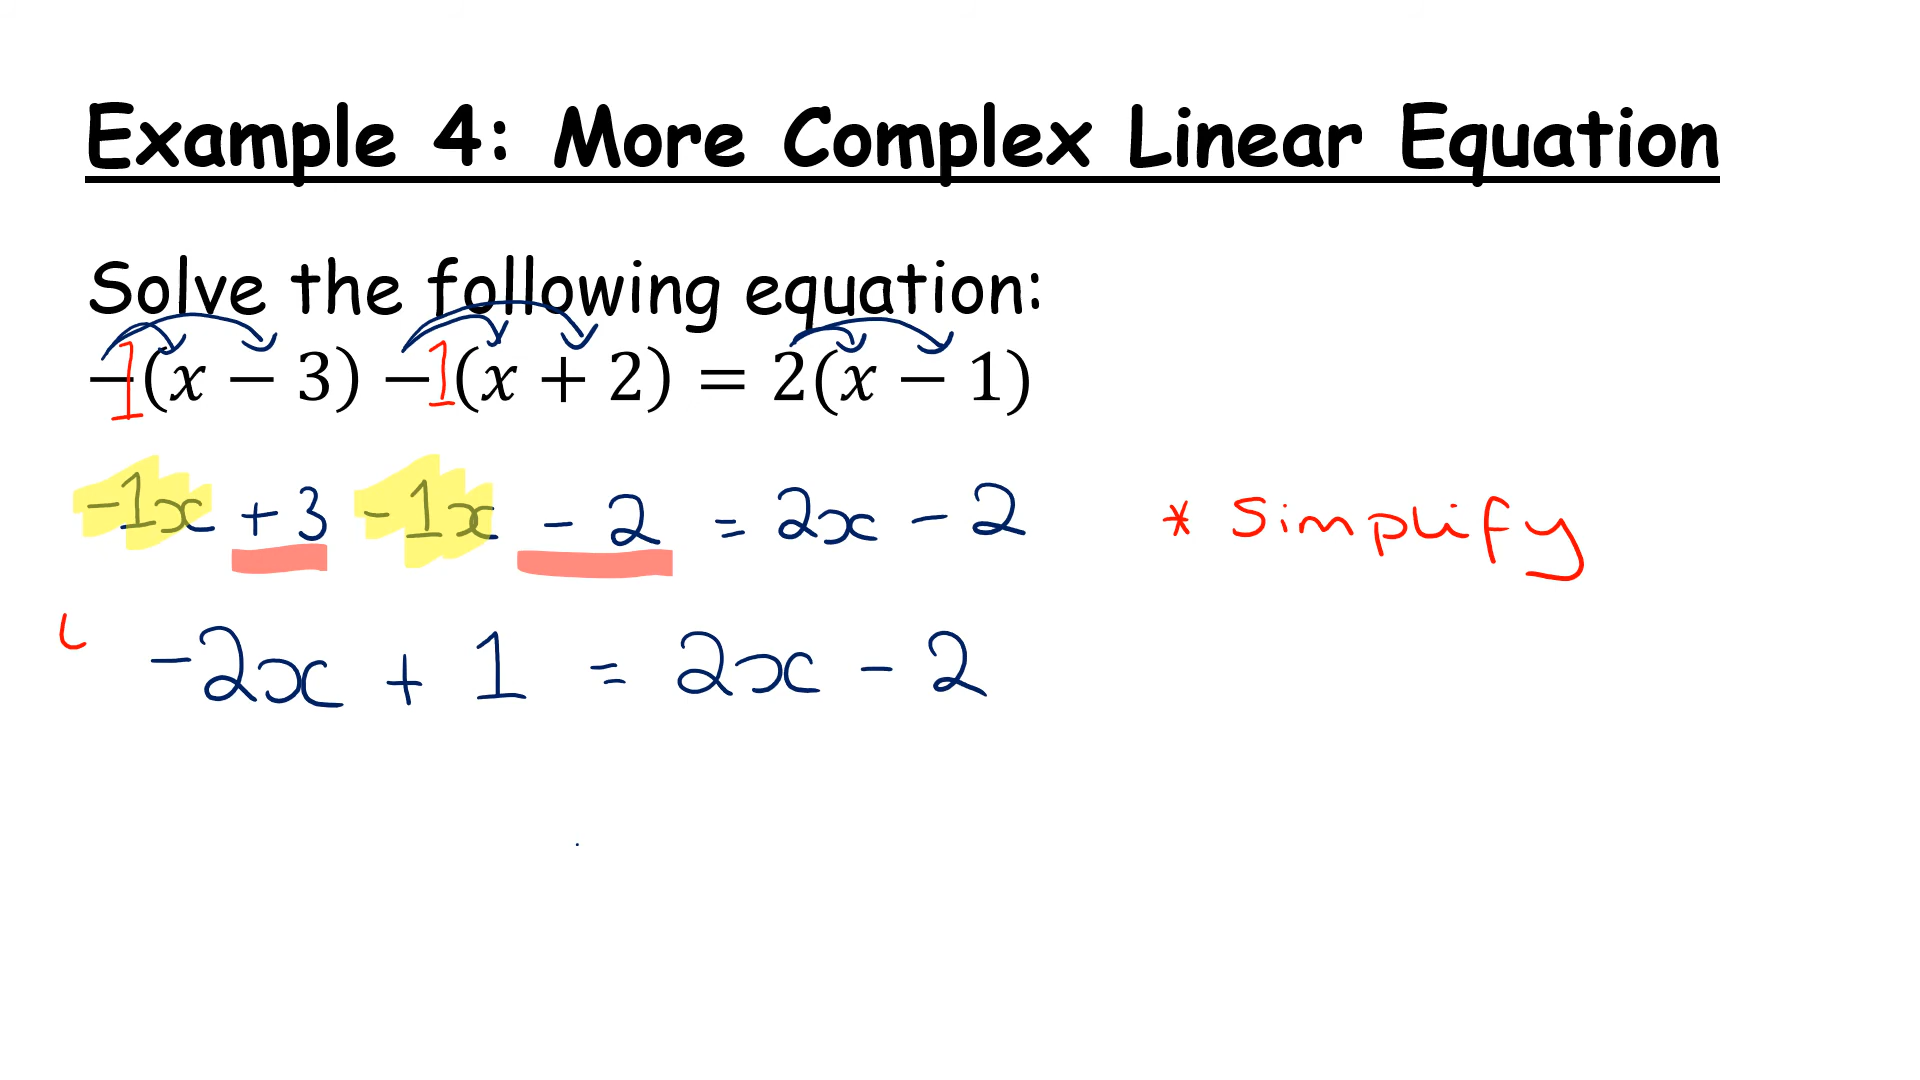 Example 4: More Complex Linear Equation
Solve the following equation:
−1(x − 3) −1(x + 2) = 2(x − 1)
-1x + 3 -1x - 2 = 2x - 2 * Simplify
-2x + 1 = 2x - 2